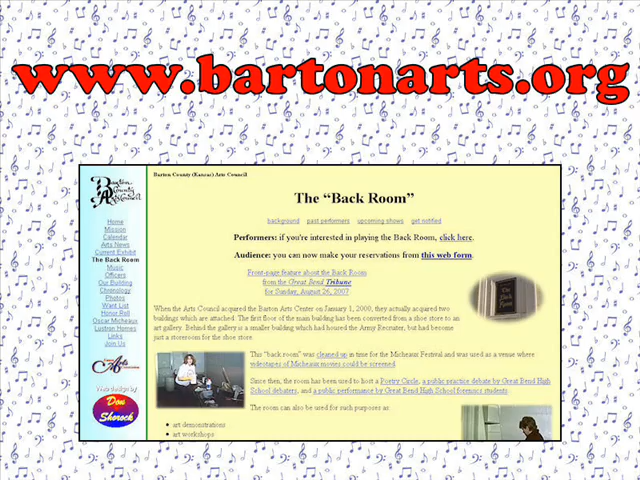 www.bartonarts.org
Barton County (Kansas) Arts Council
Barton
County
Arts Council
The “Back Room”
background past performers upcoming shows get notified
Performers: if you're interested in playing the Back Room, click here.
Audience: you can now make your reservations from this web form.
Home
Mission
Calendar
Arts News
Current Exhibit
The Back Room
Music
Officers
Our Building
Chronology
Photos
Want List
Honor Roll
Oscar Micheaux
Lustron Homes
Links
Join Us
Arts
Web design by
Don
Shorock
Front-page feature about the Back Room
from the Great Bend Tribune
for Sunday, August 26, 2007
The
Back
Room
When the Arts Council acquired the Barton Arts Center on January 1, 2000, they actually acquired two
buildings which are attached. The first floor of the main building has been converted from a shoe store to an
art gallery. Behind the gallery is a smaller building which had housed the Army Recruiter, but had become
just a storeroom for the shoe store
This "back room" was cleaned up in time for the Micheaux Festival and was used as a venue where
videotapes of Micheaux movies could be screened
Since then, the room has been used to host a Poetry Circle, a public practice debate by Great Bend High
School debaters, and a public performance by Great Bend High School forensics students
The room can also be used for such purposes as
• art demonstrations
• art workshops